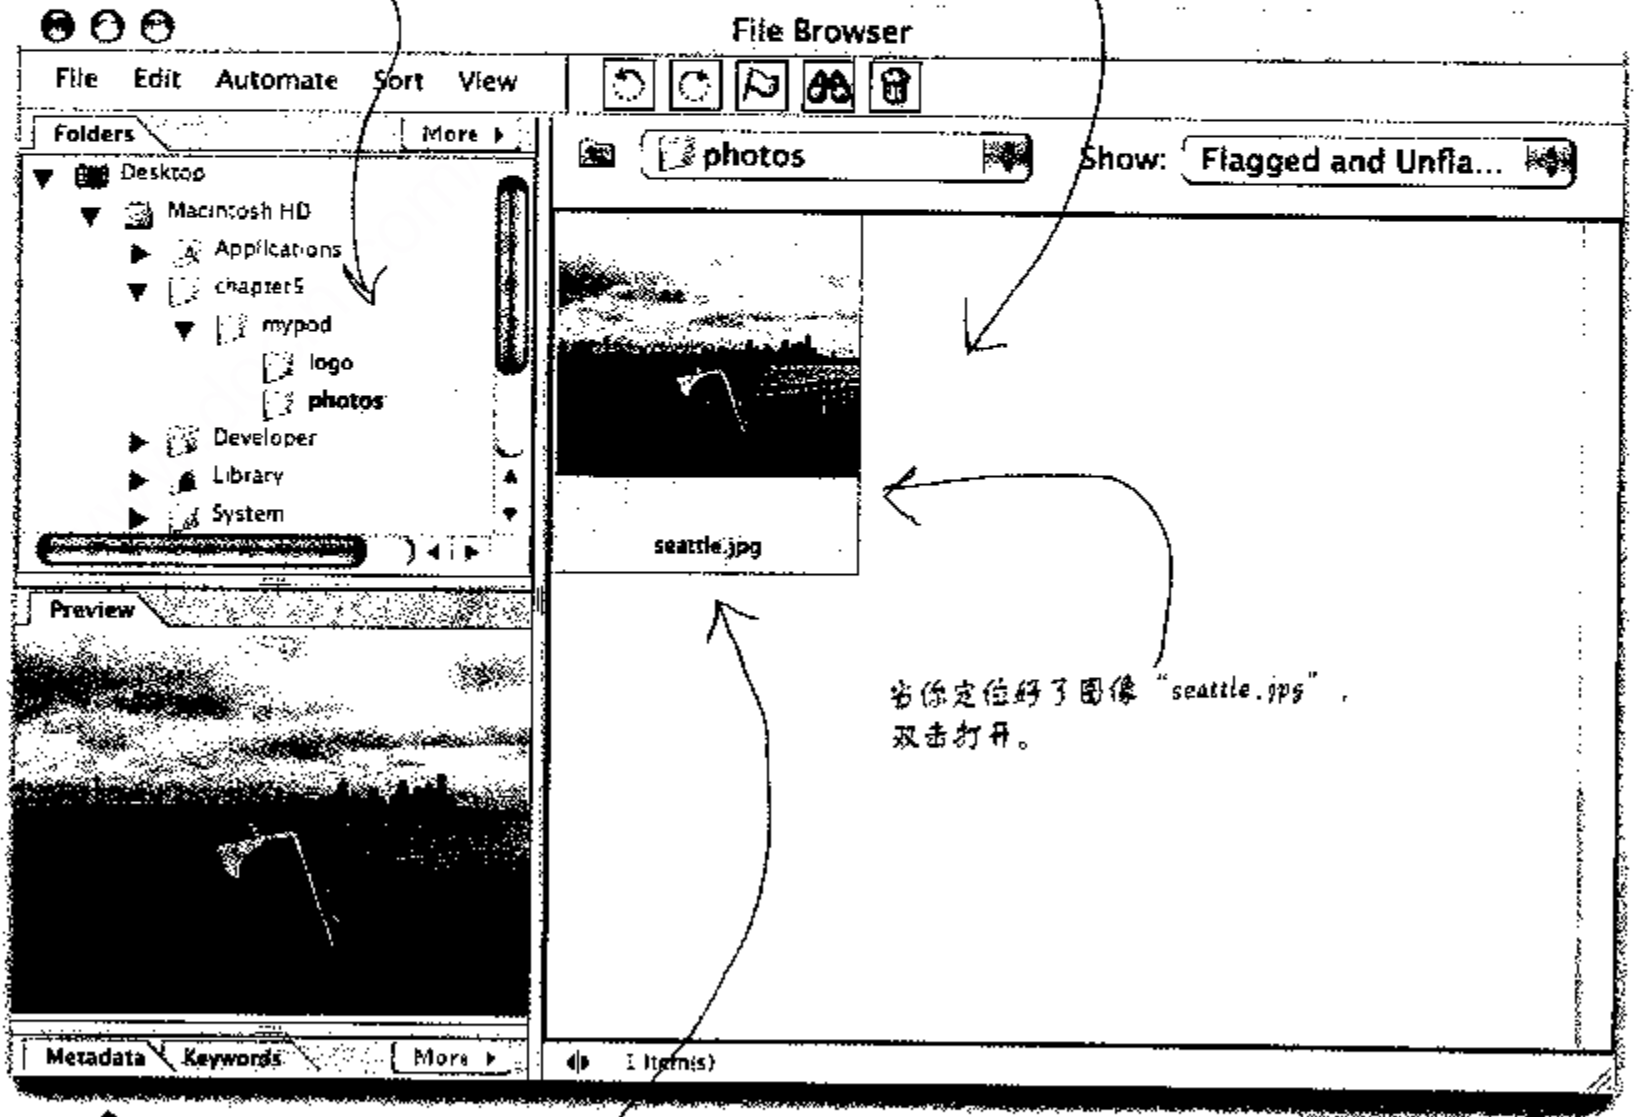 File Browser
File Edit Automate Sort View
Folders More
photos Show: Flagged and Unfla...
Desktop
Macintosh HD
Applications
chapter5
mypod
logo
photos
Developer
Library
System
seattle.jpg
Preview
当你定位好了图像“seattle.jpg”,
双击打开。
Metadata Keywords More
1 Item(s)